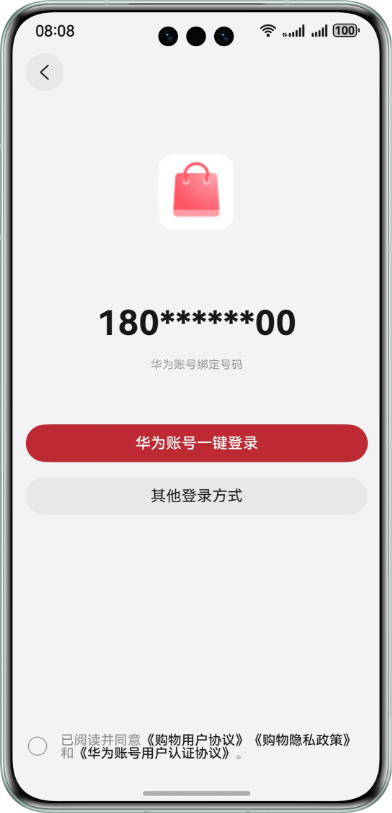 08:08
100
180******00
华为账号绑定号码
华为账号一键登录
其他登录方式
已阅读并同意《购物用户协议》《购物隐私政策》
和《华为账号用户认证协议》。